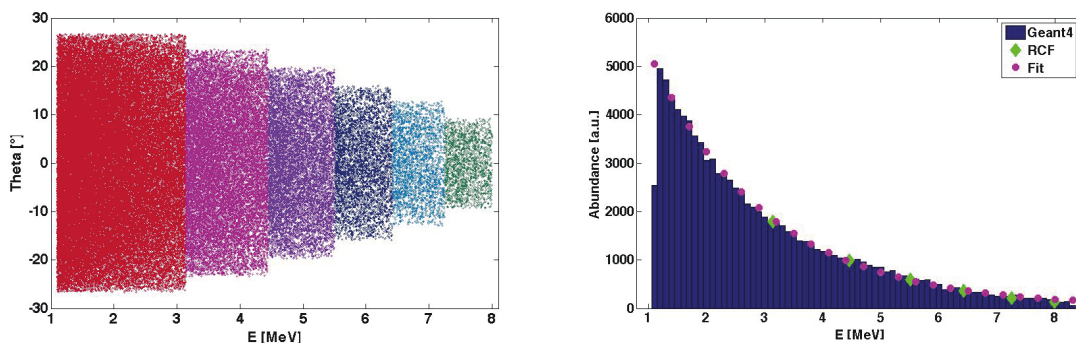 30
20
10
0
-10
-20
-30
Theta [°]
1 2 3 4 5 6 7 8
E [MeV]
6000
5000
4000
3000
2000
1000
0
Abundance [a.u.]
1 2 3 4 5 6 7 8
E [MeV]
Geant4
RCF
Fit